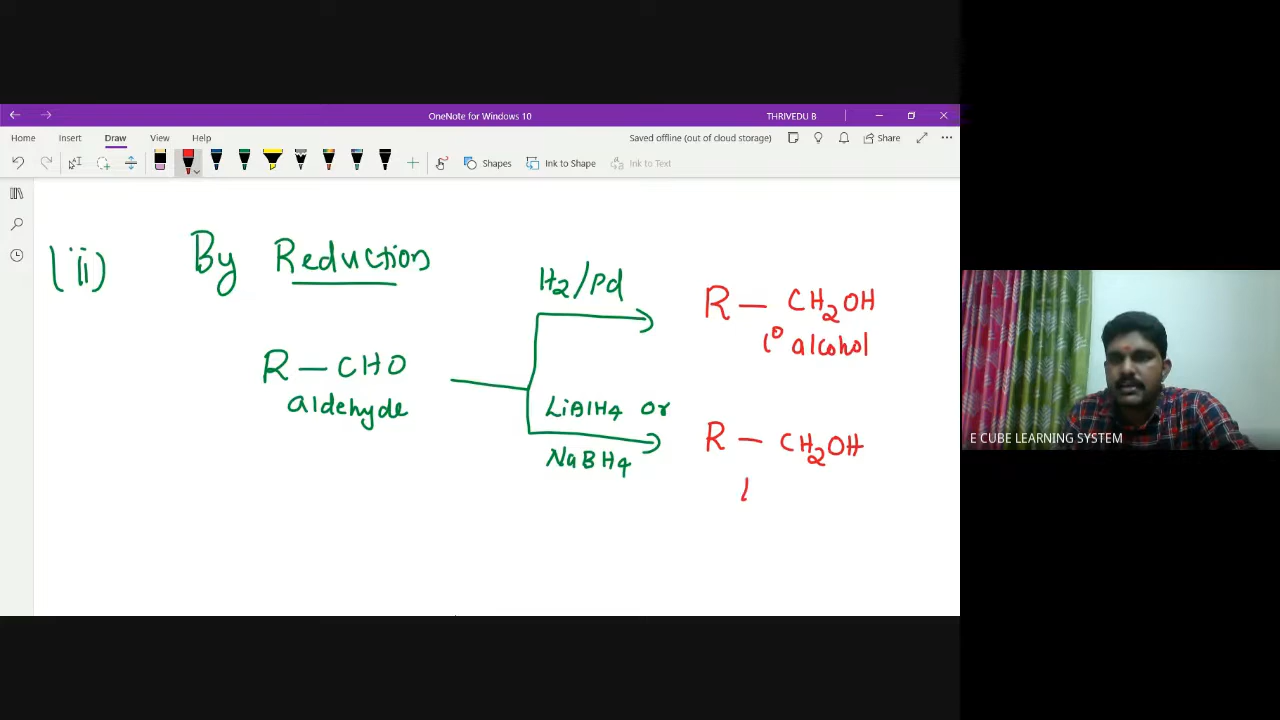 OneNote for Windows 10
THRIVEDU B
Home Insert Draw View Help
Saved offline (out of cloud storage)
Share
Shapes
Ink to Shape
Ink to Text
(ii) By Reduction
H2/Pd
R — CH2OH
1° alcohol
R — CHO
aldehyde
LiAlH4 or
NaBH4
R — CH2OH
E CUBE LEARNING SYSTEM